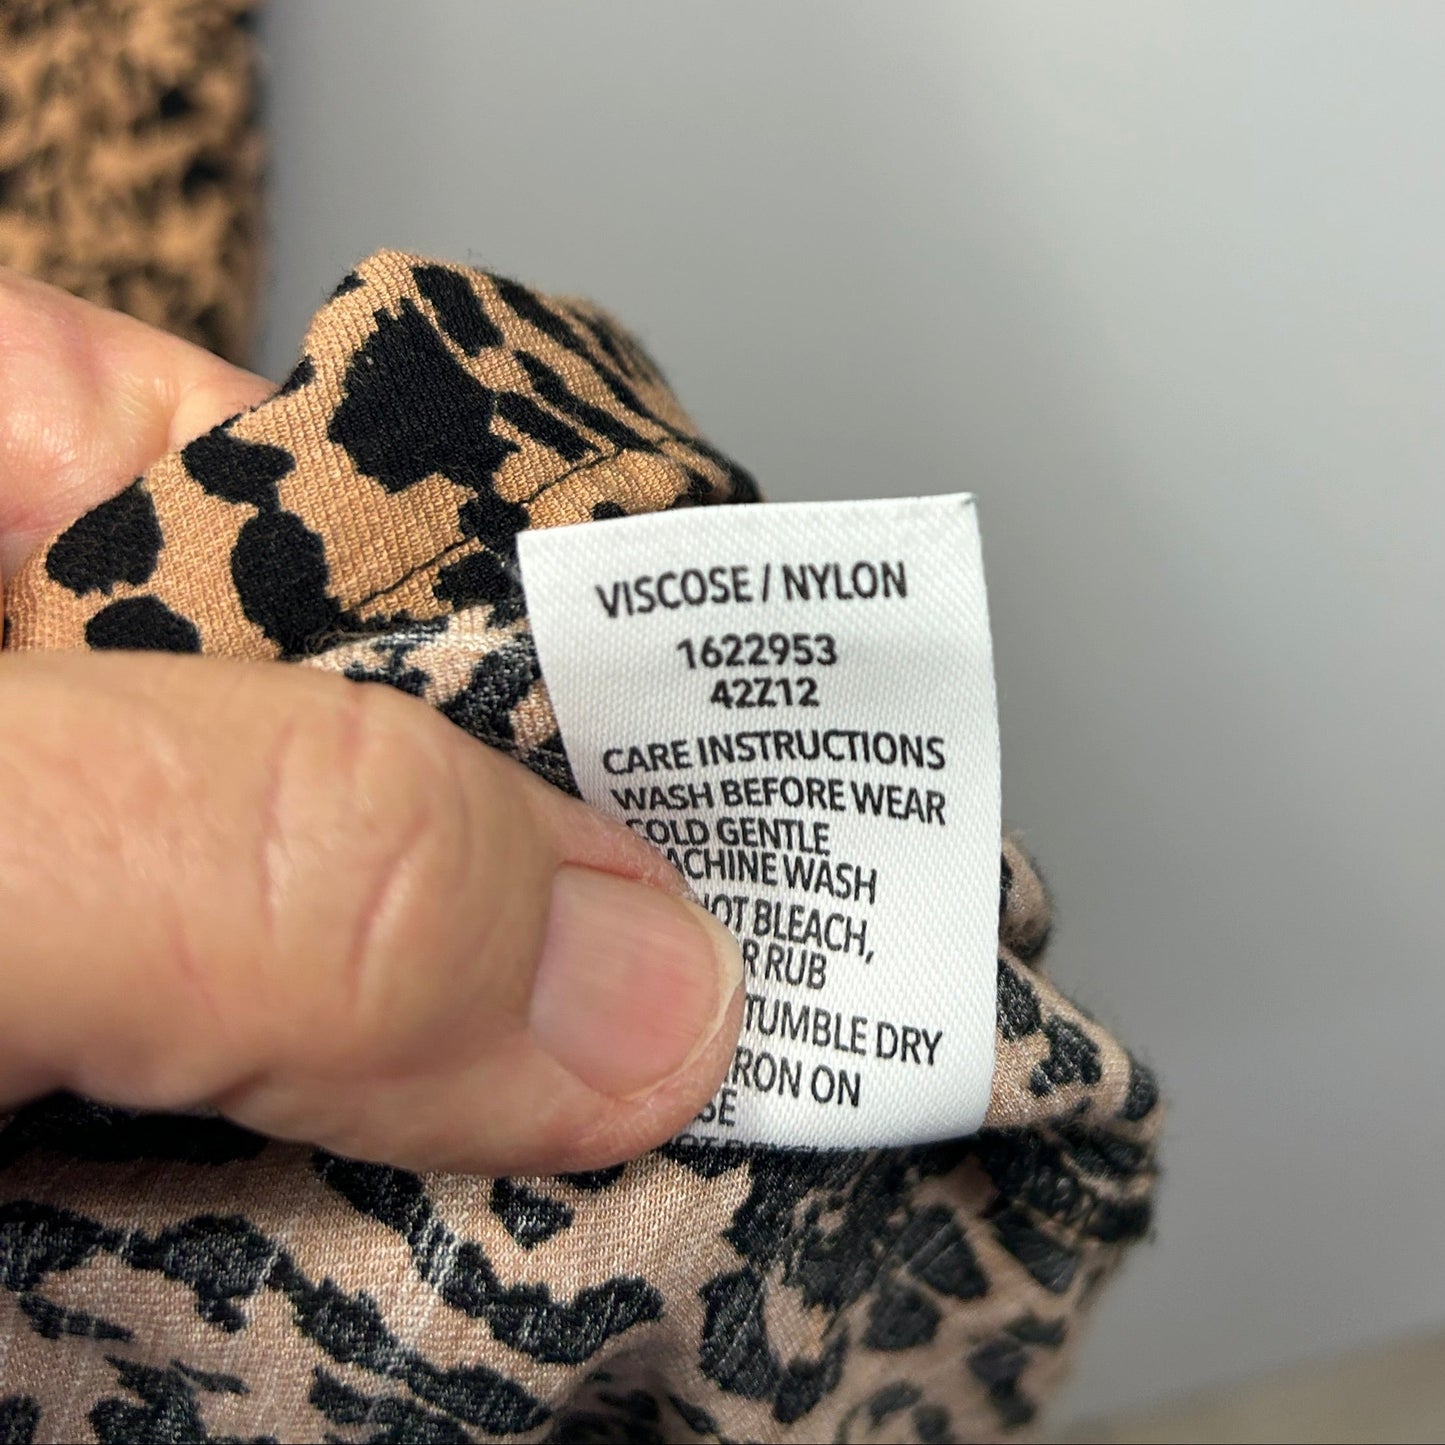 VISCOSE / NYLON
1622953
42Z12
CARE INSTRUCTIONS
WASH BEFORE WEAR
COLD GENTLE
MACHINE WASH
NOT BLEACH,
RUB
TUMBLE DRY
IRON ON